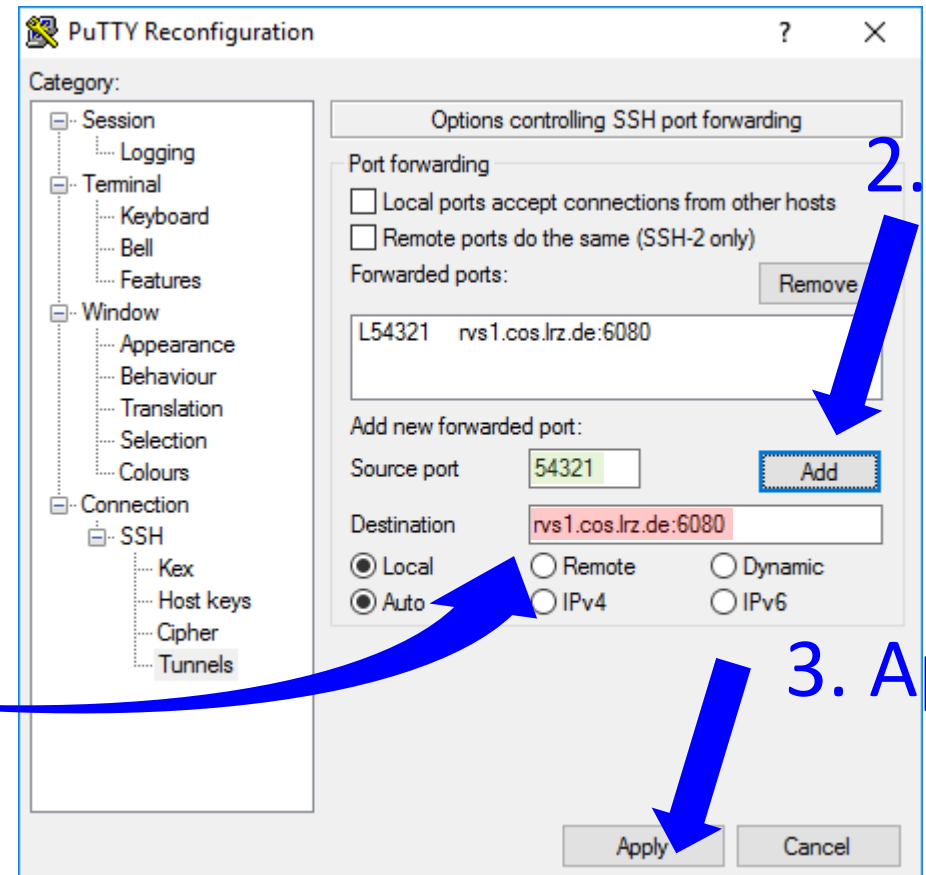 PuTTY Reconfiguration ? ×
Category:
Session
Logging
Terminal
Keyboard
Bell
Features
Window
Appearance
Behaviour
Translation
Selection
Colours
Connection
SSH
Kex
Host keys
Cipher
Tunnels
Options controlling SSH port forwarding
Port forwarding
2.
Local ports accept connections from other hosts
Remote ports do the same (SSH-2 only)
Forwarded ports:
Remove
L54321 rvs1.cos.lrz.de:6080
Add new forwarded port:
Source port 54321 Add
Destination rvs1.cos.lrz.de:6080
Local Remote Dynamic
Auto IPv4 IPv6
3.
Apply Cancel